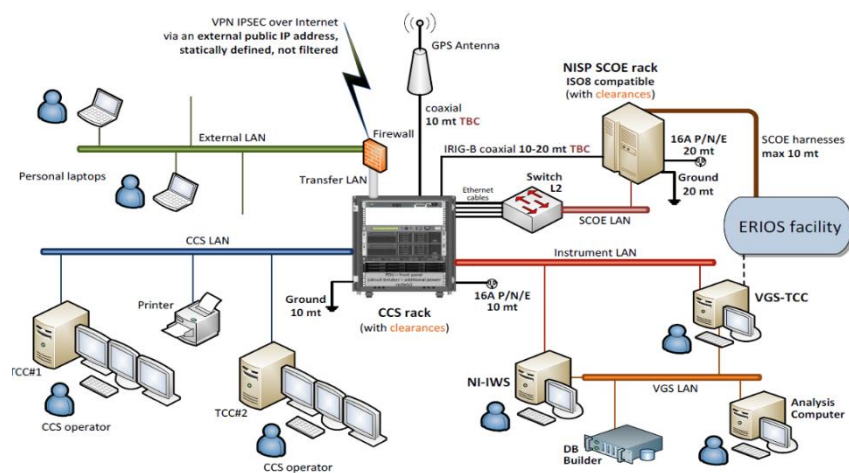 VPN IPSEC over Internet
via an external public IP address,
statically defined, not filtered
GPS Antenna
NISP SCOE rack
ISO8 compatible
(with clearances)
coaxial
10 mt TBC
External LAN
Firewall
IRIG-B coaxial 10-20 mt TBC
16A P/N/E
20 mt
SCOE harnesses
max 10 mt
Personal laptops
Transfer LAN
Ethernet
cables
Switch
L2
Ground
20 mt
SCOE LAN
ERIOS facility
CCS LAN
Instrument LAN
Printer
Ground
10 mt
16A P/N/E
10 mt
VGS-TCC
CCS rack
(with clearances)
TCC#1
TCC#2
NI-IWS
VGS LAN
CCS operator
CCS operator
DB
Builder
Analysis
Computer